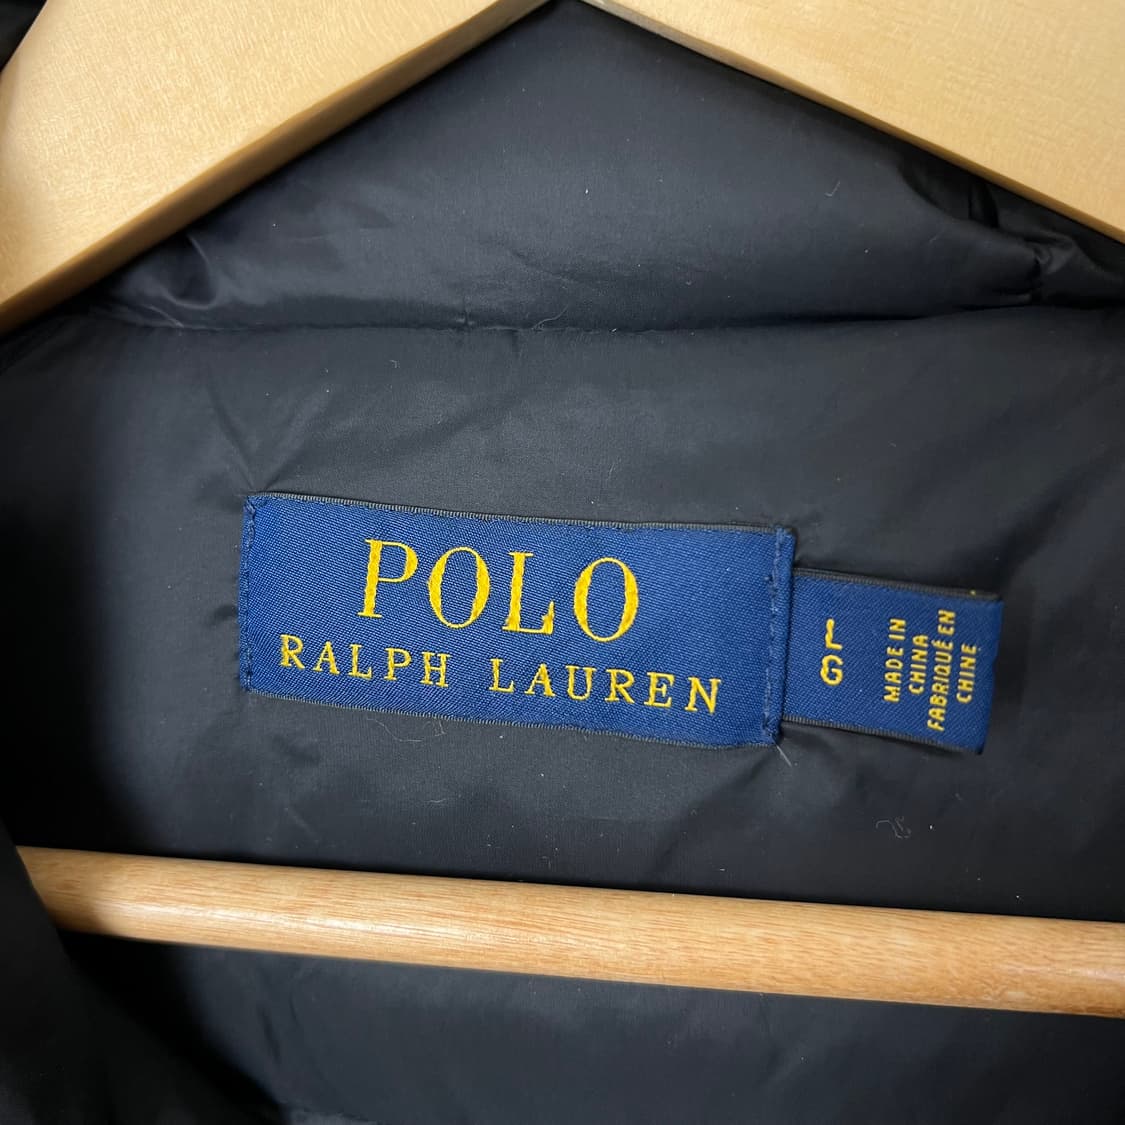 POLO
RALPH LAUREN
L
G
MADE IN
CHINA
FABRIQUÉ EN
CHINE